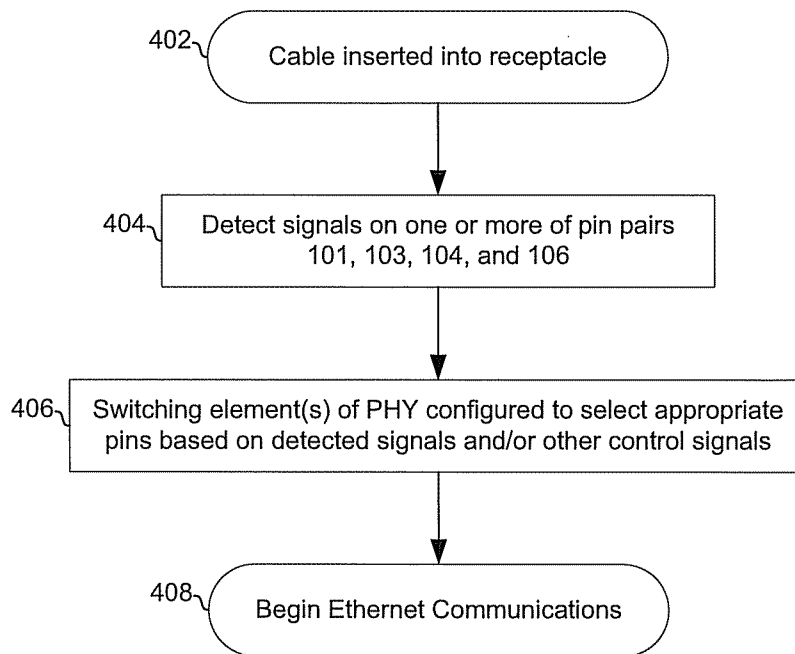 402
Cable inserted into receptacle
404
Detect signals on one or more of pin pairs
101, 103, 104, and 106
406
Switching element(s) of PHY configured to select appropriate
pins based on detected signals and/or other control signals
408
Begin Ethernet Communications